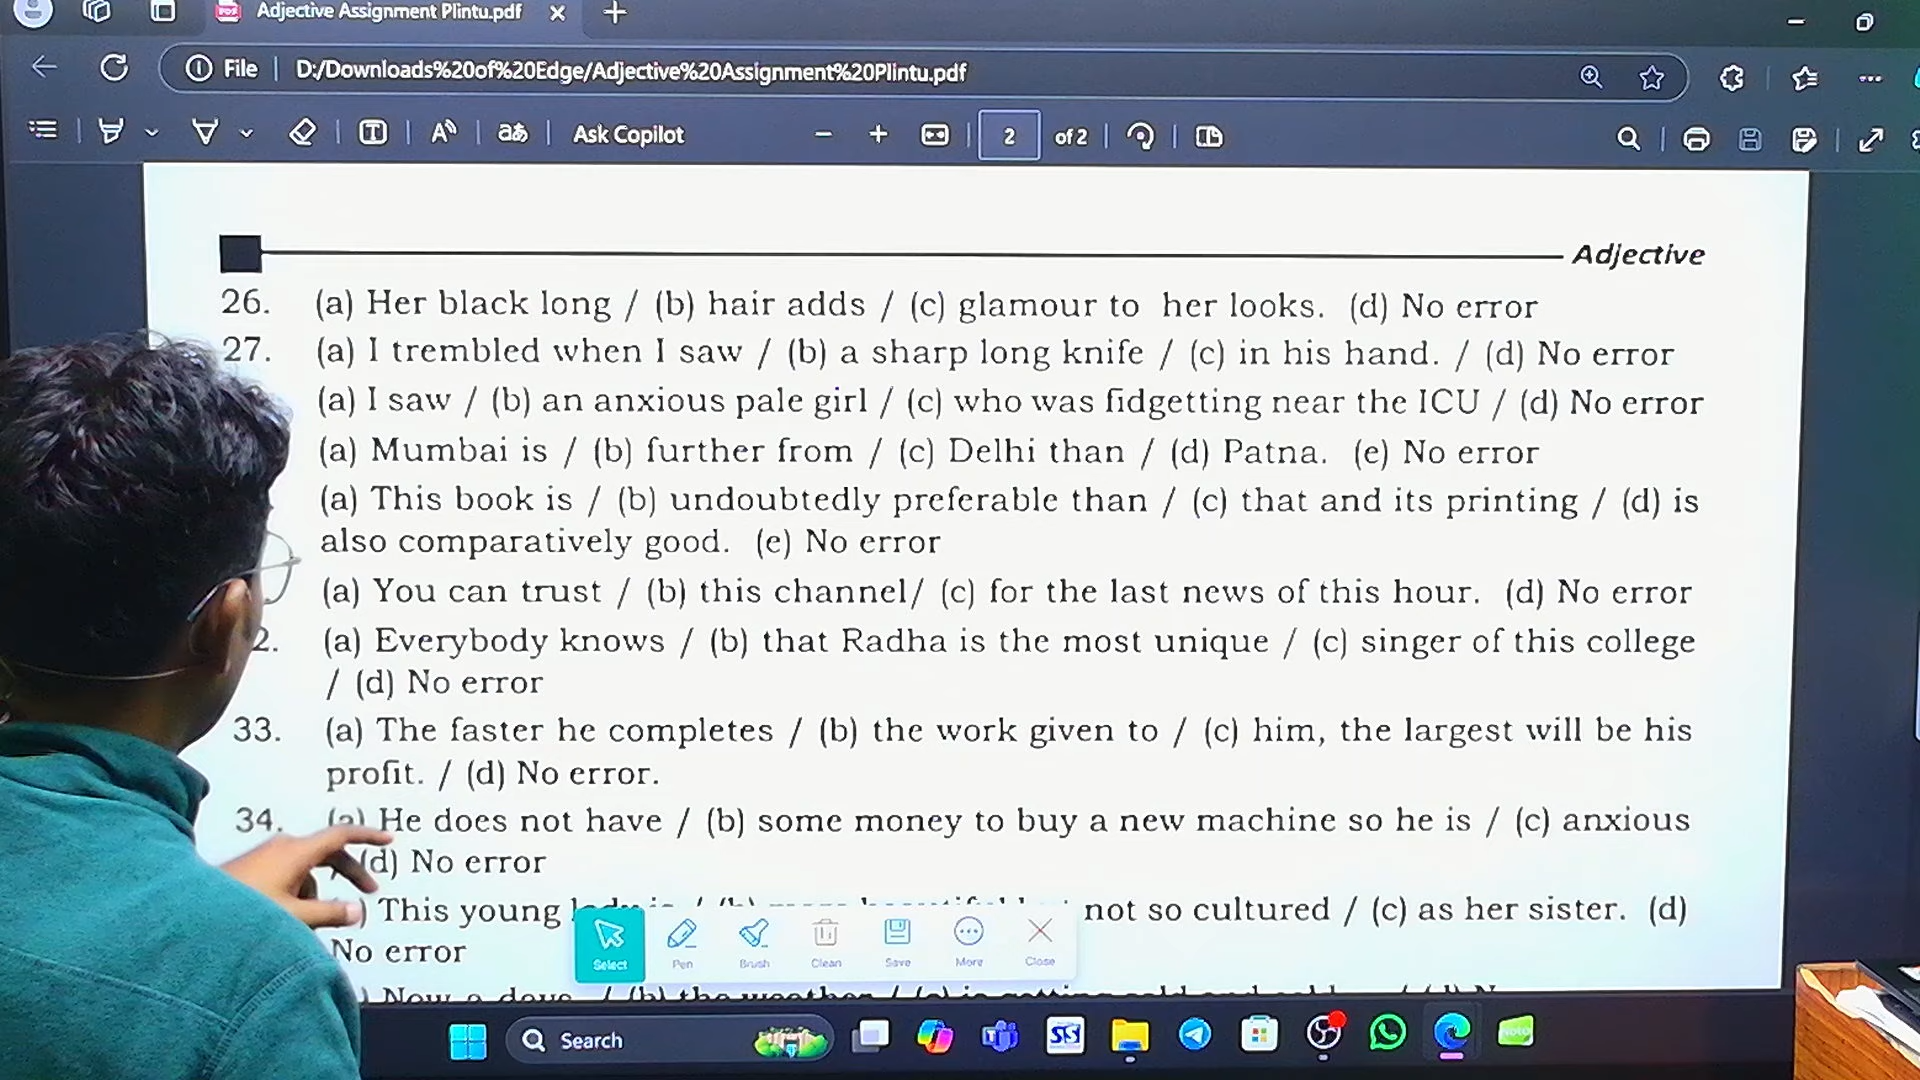 Adjective Assignment Plintu.pdf
File D:/Downloads%20of%20Edge/Adjective%20Assignment%20Plintu.pdf
Ask Copilot 2 of 2
Adjective
26. (a) Her black long / (b) hair adds / (c) glamour to her looks. (d) No error
27. (a) I trembled when I saw / (b) a sharp long knife / (c) in his hand. / (d) No error
(a) I saw / (b) an anxious pale girl / (c) who was fidgetting near the ICU / (d) No error
(a) Mumbai is / (b) further from / (c) Delhi than / (d) Patna. (e) No error
(a) This book is / (b) undoubtedly preferable than / (c) that and its printing / (d) is
also comparatively good. (e) No error
(a) You can trust / (b) this channel/ (c) for the last news of this hour. (d) No error
2. (a) Everybody knows / (b) that Radha is the most unique / (c) singer of this college
/ (d) No error
33. (a) The faster he completes / (b) the work given to / (c) him, the largest will be his
profit. / (d) No error.
34. (a) He does not have / (b) some money to buy a new machine so he is / (c) anxious
(d) No error
) This young not so cultured / (c) as her sister. (d)
No error
Select Pen Brush Clean Save More Close
) Now a days / (b) the weather / (c) is getting
Search